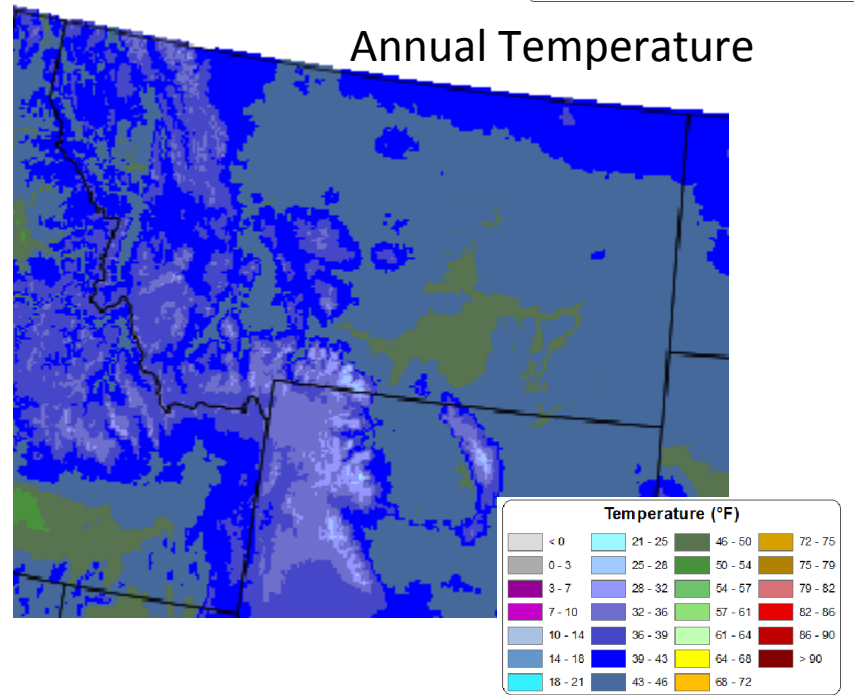 Annual Temperature
Temperature (°F)
< 0 21 - 25 46 - 50 72 - 75
0 - 3 25 - 28 50 - 54 75 - 79
3 - 7 28 - 32 54 - 57 79 - 82
7 - 10 32 - 36 57 - 61 82 - 86
10 - 14 36 - 39 61 - 64 86 - 90
14 - 18 39 - 43 64 - 68 > 90
18 - 21 43 - 46 68 - 72